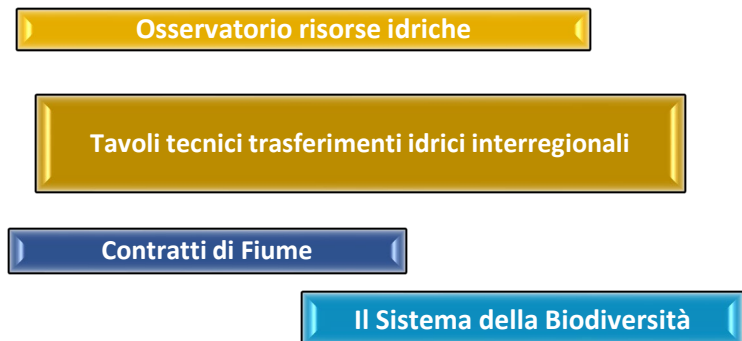 Osservatorio risorse idriche
Tavoli tecnici trasferimenti idrici interregionali
Contratti di Fiume
Il Sistema della Biodiversità